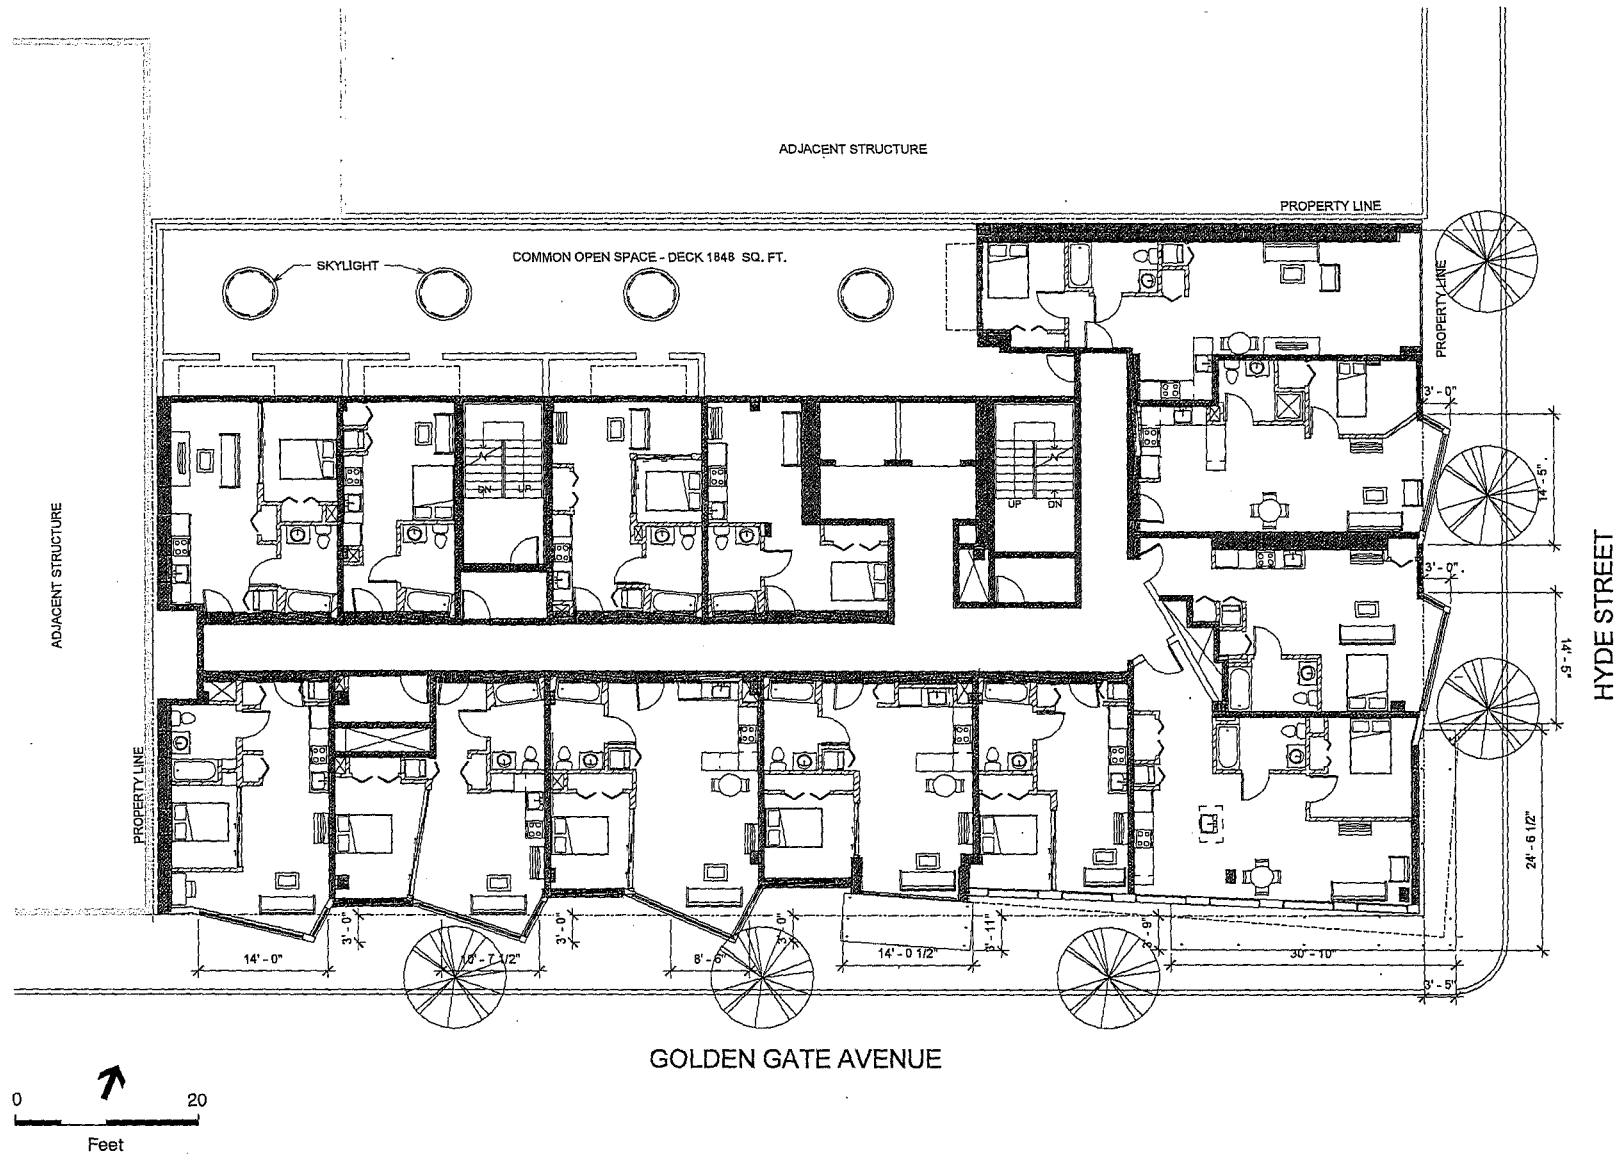 ADJACENT STRUCTURE
PROPERTY LINE
COMMON OPEN SPACE - DECK 1848 SQ. FT.
SKYLIGHT
PROPERTY LINE
3' - 0"
14' - 5"
DN UP
UP DN
ADJACENT STRUCTURE
3' - 0"
14' - 5"
HYDE STREET
PROPERTY LINE
24' - 6 1/2"
3' - 0"
3' - 0"
3' - 0"
3' - 11"
3' - 9"
14' - 0"
10' - 7 1/2"
8' - 6"
14' - 0 1/2"
30' - 10"
3' - 5"
GOLDEN GATE AVENUE
0 20
Feet